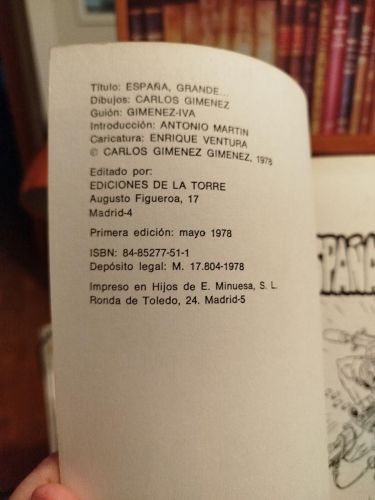 Título: ESPAÑA, GRANDE...
Dibujos: CARLOS GIMENEZ
Guión: GIMENEZ-IVA
Introducción: ANTONIO MARTIN
Caricatura: ENRIQUE VENTURA
© CARLOS GIMENEZ GIMENEZ, 1978
Editado por:
EDICIONES DE LA TORRE
Augusto Figueroa, 17
Madrid-4
Primera edición: mayo 1978
ISBN: 84-85277-51-1
Depósito legal: M. 17.804-1978
Impreso en Hijos de E. Minuesa, S. L.
Ronda de Toledo, 24. Madrid-5
SPAÑA